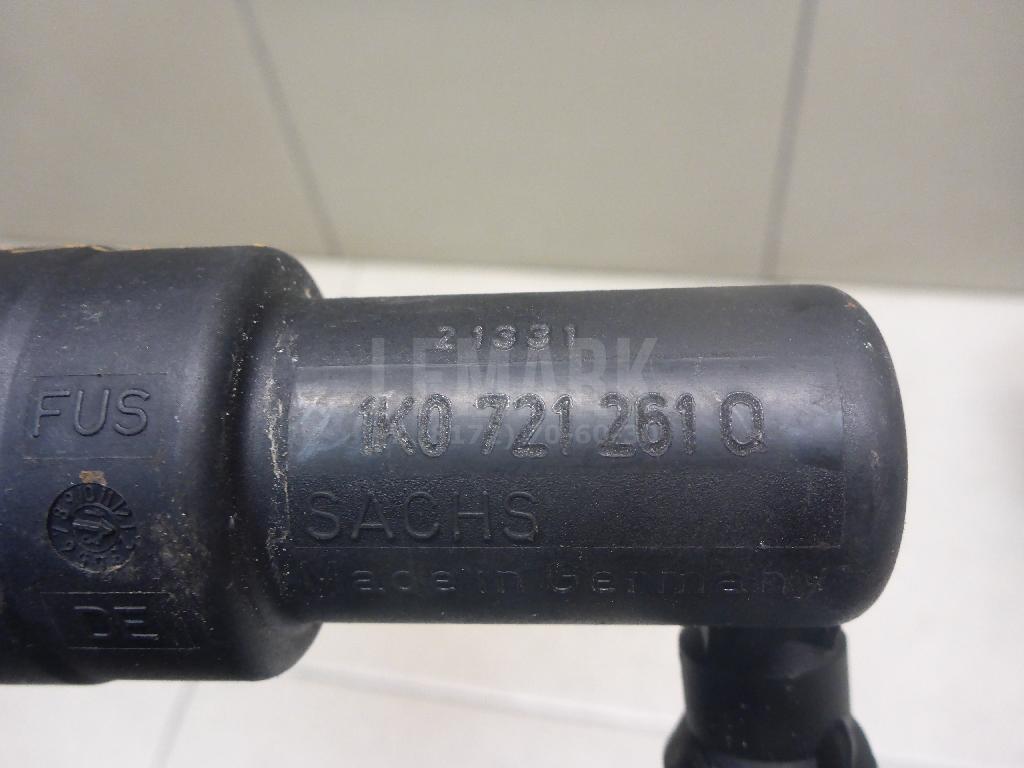 21331
LEMARK
1K0 721 261 Q
FUS
SACHS
Made in Germany
DE